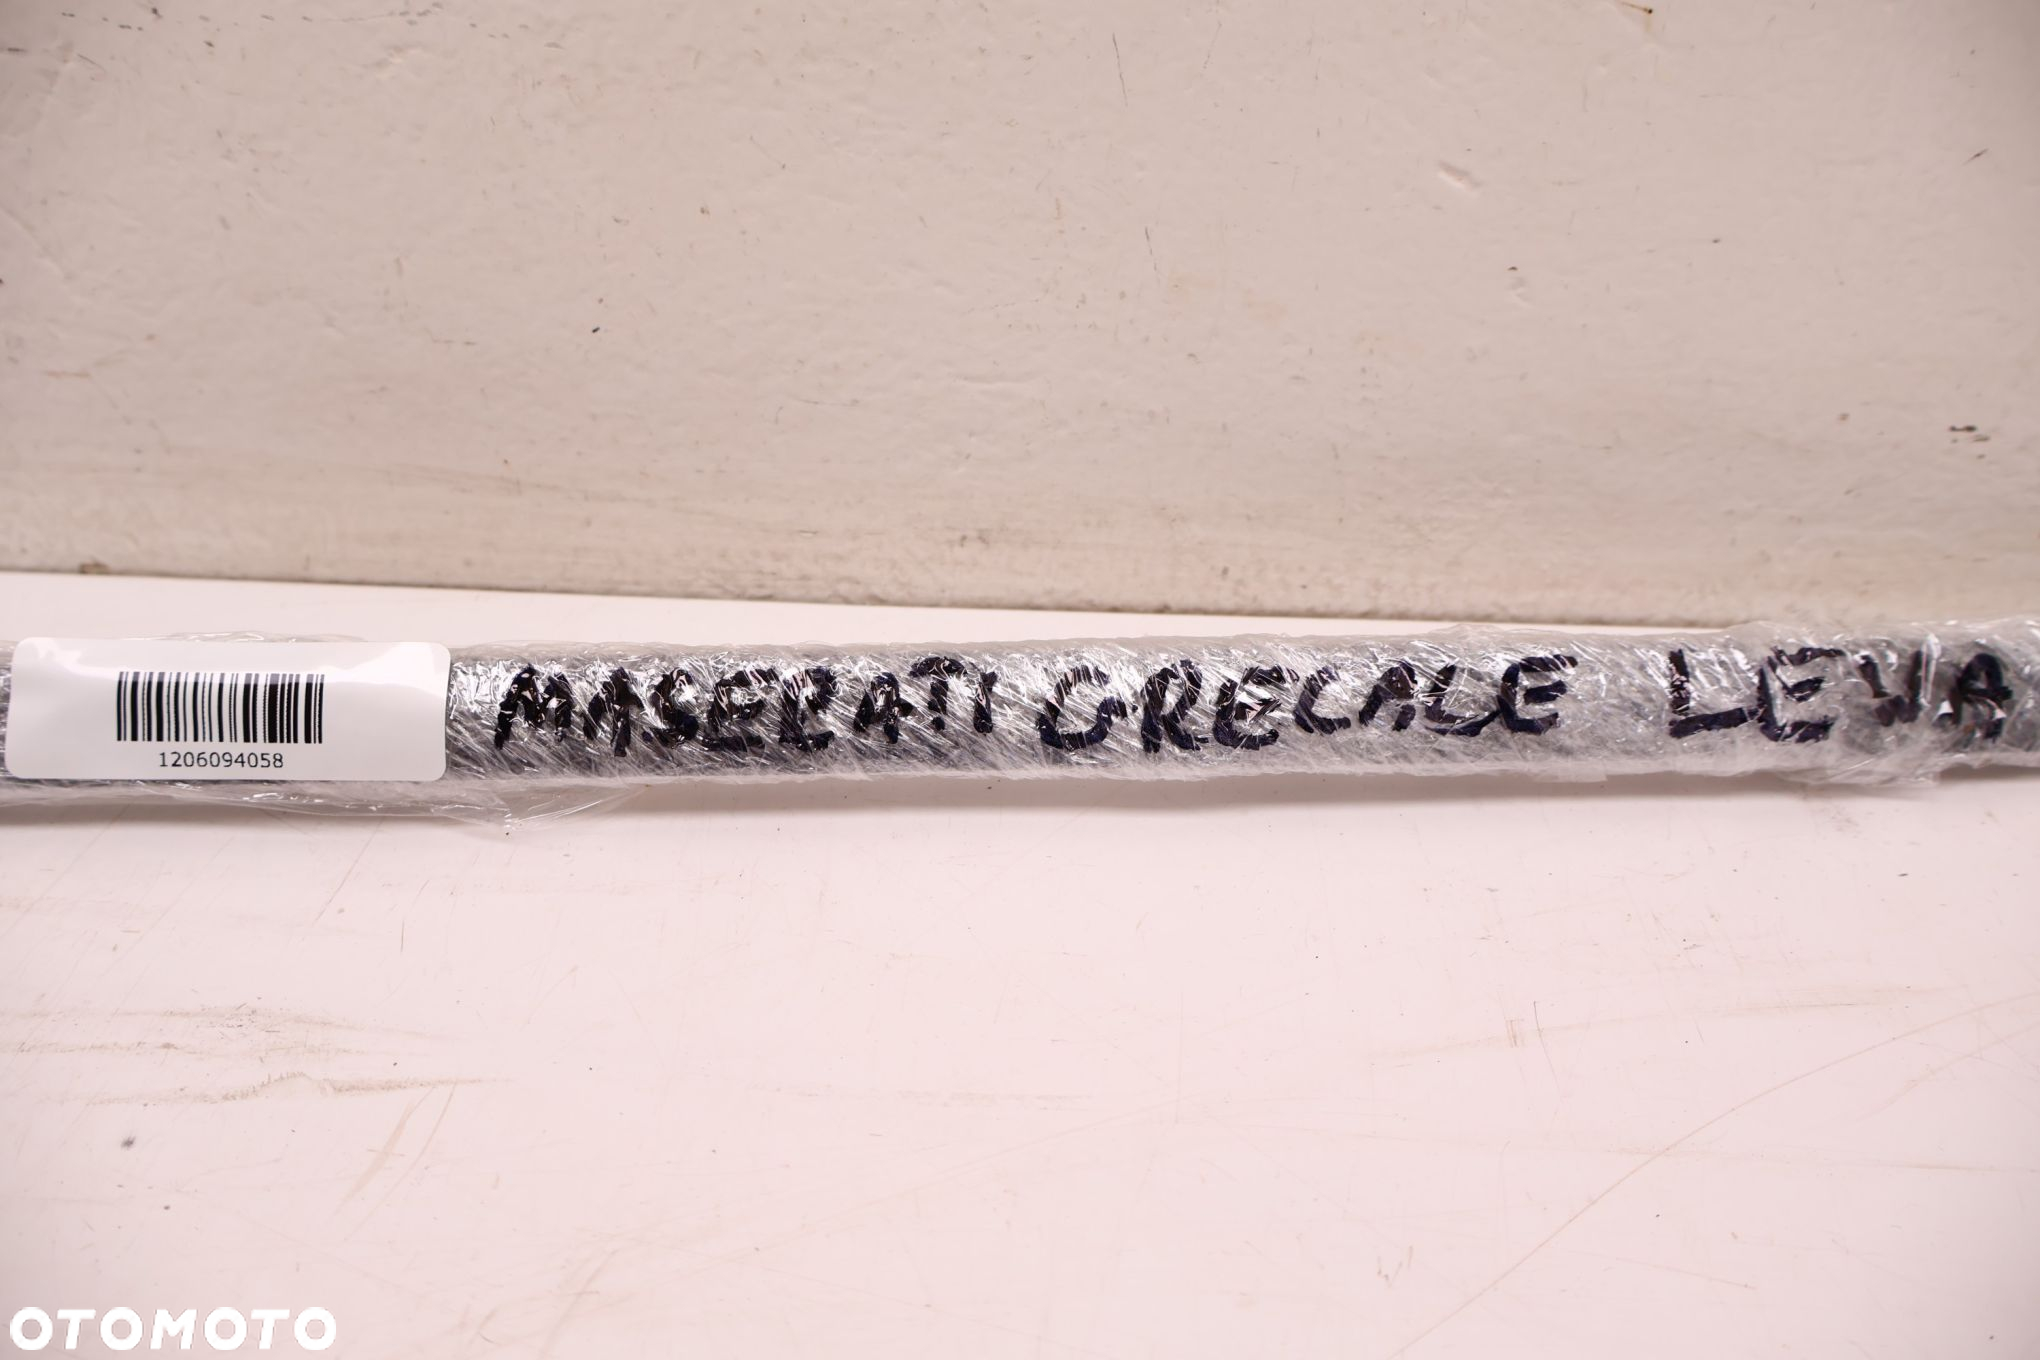 MASERATI GRECALE LEWA
1206094058
OTOMOTO